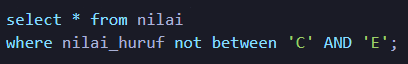 select * from nilai
where nilai_huruf not between 'C' AND 'E';